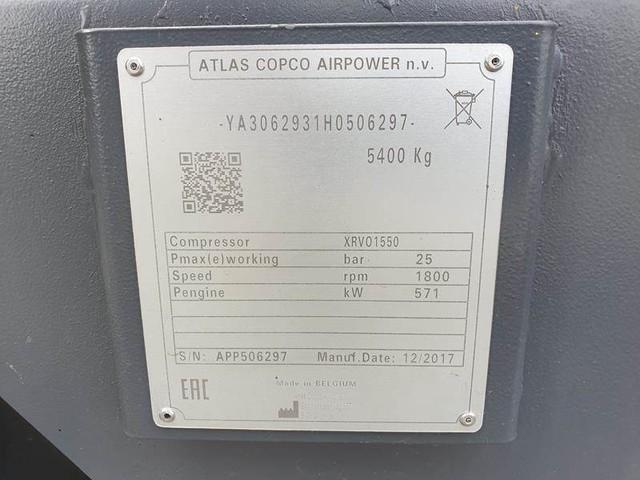 ATLAS COPCO AIRPOWER n.v.
-YA3062931H0506297-
5400 Kg
Compressor XRVO1550
Pmax(e)working bar 25
Speed rpm 1800
Pengine kW 571
S/N: APP506297 Manuf.Date: 12/2017
EAC Made in BELGIUM